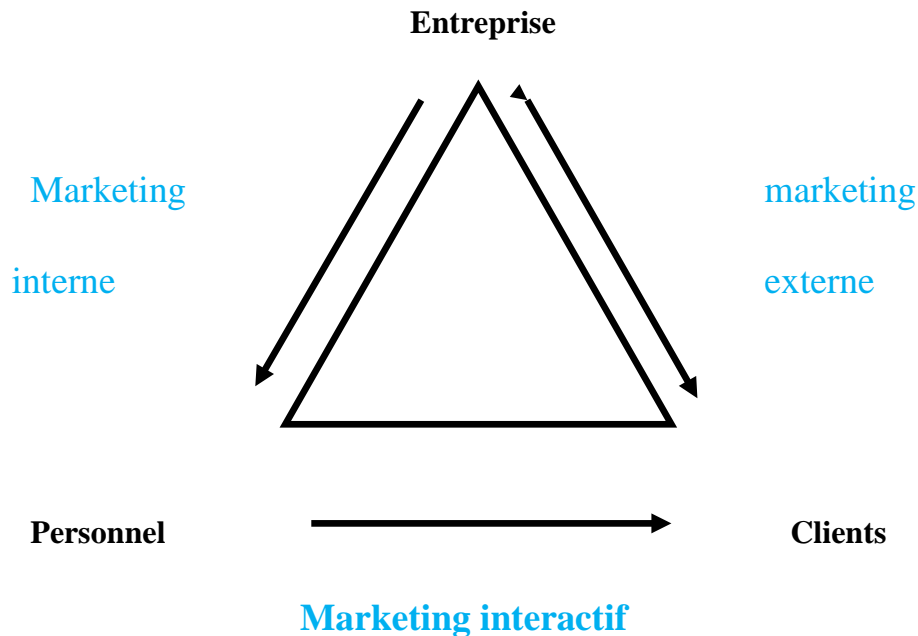 Entreprise
Marketing
interne
marketing
externe
Personnel
Clients
Marketing interactif